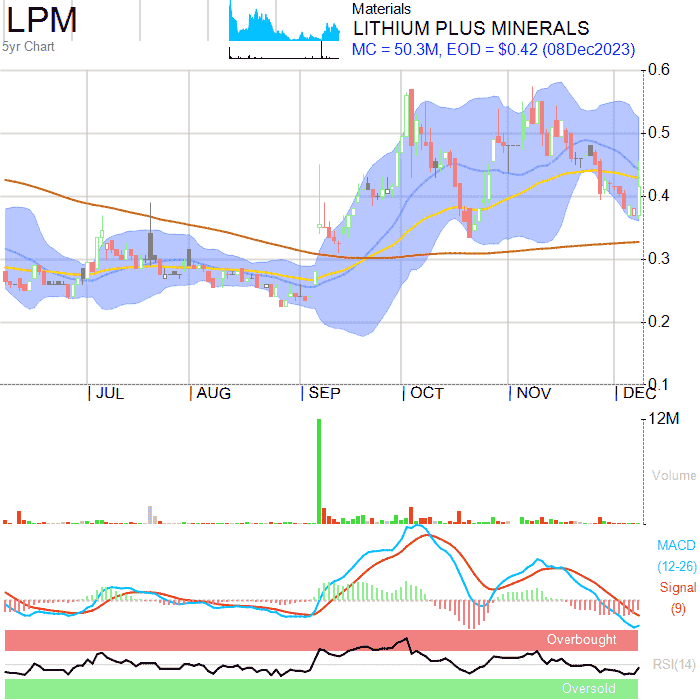 LPM
5yr Chart
Materials
LITHIUM PLUS MINERALS
MC = 50.3M, EOD = $0.42 (08Dec2023)
0.6
0.5
0.4
0.3
0.2
0.1
JUL AUG SEP OCT NOV DEC
12M
Volume
MACD
(12-26)
Signal
(9)
Overbought
RSI(14)
Oversold